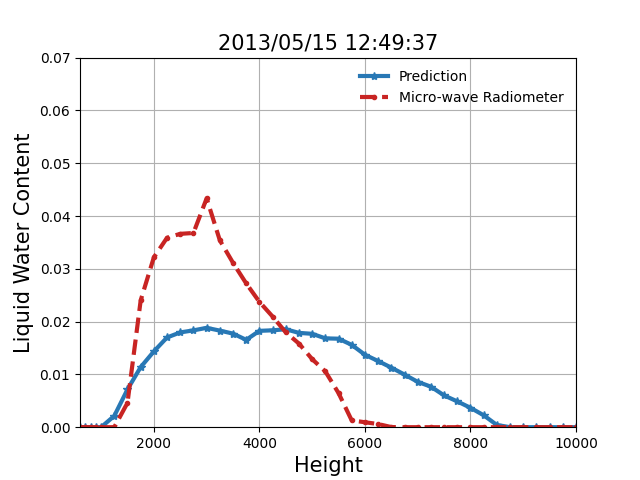 2013/05/15 12:49:37
Prediction
Micro-wave Radiometer
Liquid Water Content
0.07
0.06
0.05
0.04
0.03
0.02
0.01
0.00
2000 4000 6000 8000 10000
Height